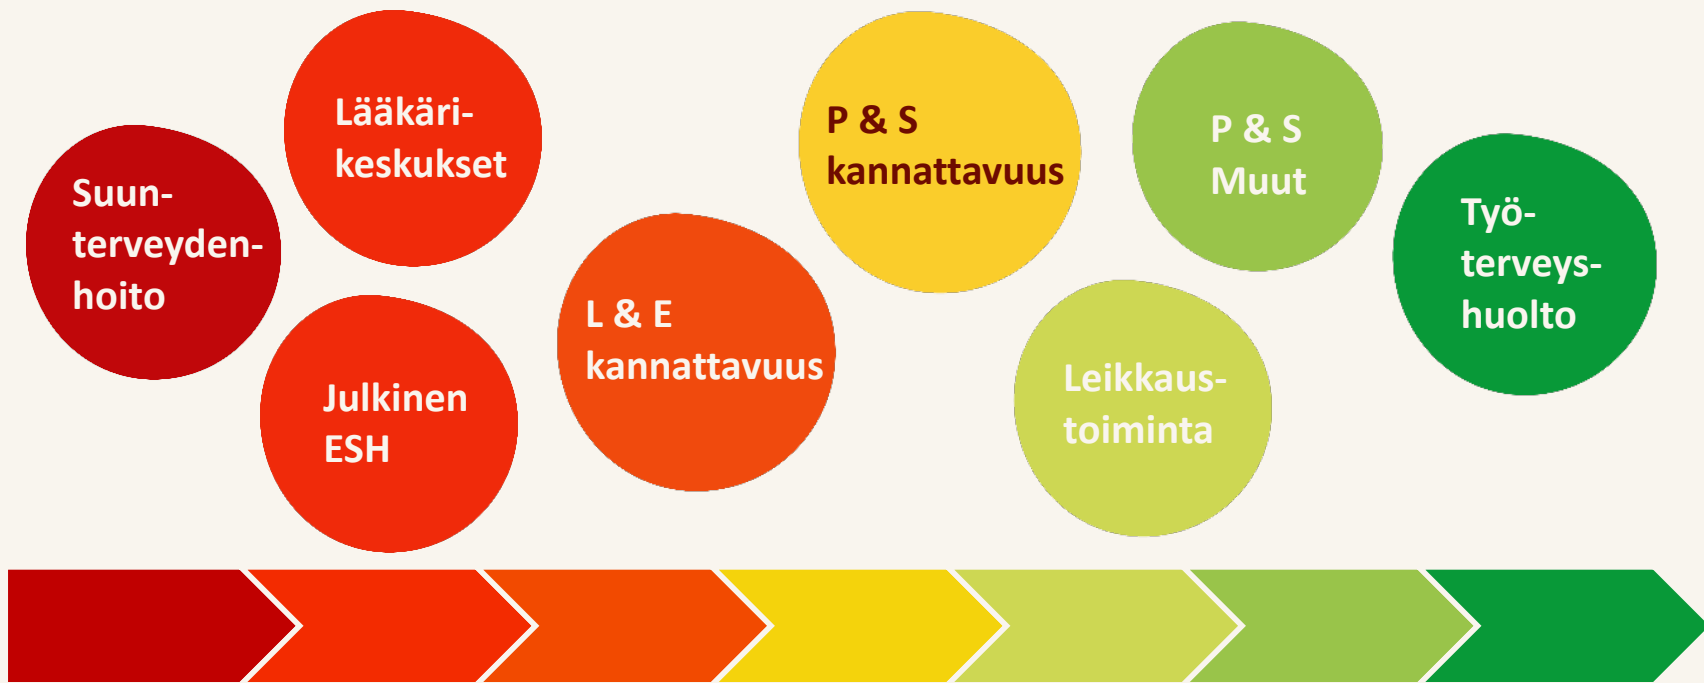 Suun-
terveyden-
hoito
Lääkäri-
keskukset
Julkinen
ESH
L & E
kannattavuus
P & S
kannattavuus
Leikkaus-
toiminta
P & S
Muut
Työ-
terveys-
huolto